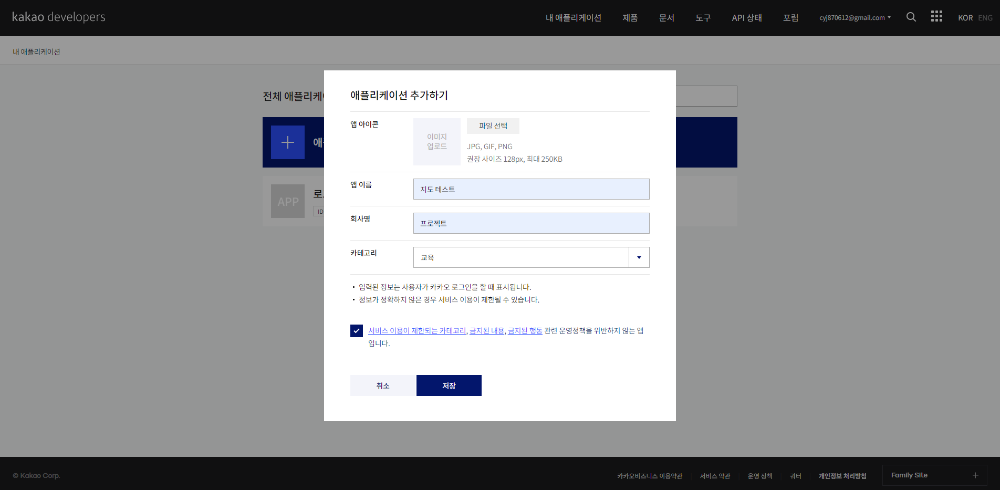 kakao developers
내 애플리케이션 제품 문서 도구 API 상태 포럼 cyj870612@gmail.com KOR ENG
내 애플리케이션
전체 애플리케
애플리케이션 추가하기
앱 아이콘
이미지
업로드
파일 선택
JPG, GIF, PNG
권장 사이즈 128px, 최대 250KB
APP
ID
앱 이름
지도 테스트
회사명
프로젝트
카테고리
교육
• 입력된 정보는 사용자가 카카오 로그인을 할 때 표시됩니다.
• 정보가 정확하지 않은 경우 서비스 이용이 제한될 수 있습니다.
서비스 이용이 제한되는 카테고리, 금지된 내용, 금지된 행동 관련 운영정책을 위반하지 않는 앱
입니다.
취소
저장
© Kakao Corp.
카카오비즈니스 이용약관 서비스 약관 운영 정책 쿼터 개인정보 처리방침 Family Site